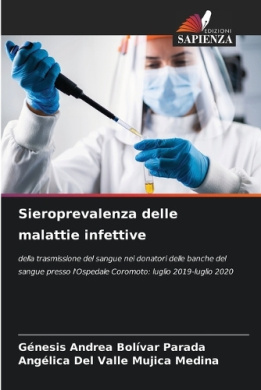 EDIZIONI
SAPIENZA
Sieroprevalenza delle
malattie infettive
della trasmissione del sangue nei donatori delle banche del
sangue presso l'Ospedale Coromoto: luglio 2019-luglio 2020
Génesis Andrea Bolívar Parada
Angélica Del Valle Mujica Medina